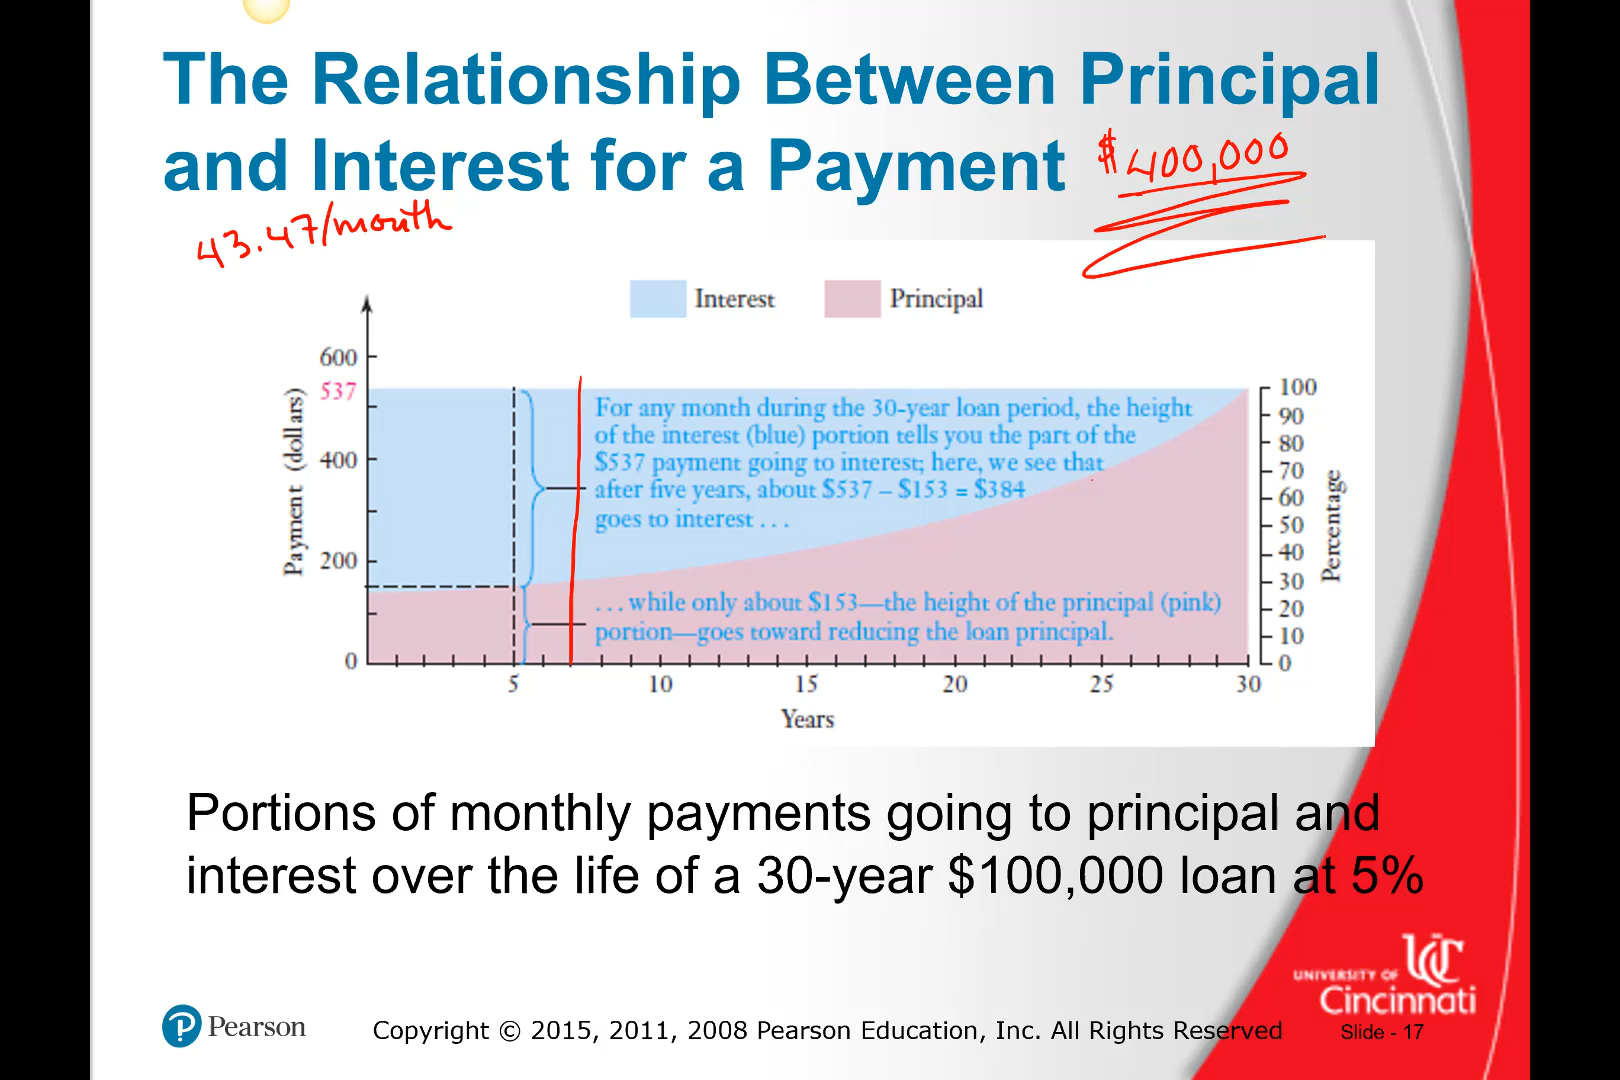 The Relationship Between Principal
and Interest for a Payment
$400,000
43.47/month
Interest
Principal
600
537
400
200
0
Payment (dollars)
For any month during the 30-year loan period, the height
of the interest (blue) portion tells you the part of the
$537 payment going to interest; here, we see that
after five years, about $537 – $153 = $384
goes to interest . . .
. . . while only about $153—the height of the principal (pink)
portion—goes toward reducing the loan principal.
100
90
80
70
60
50
40
30
20
10
0
Percentage
5
10
15
20
25
30
Years
Portions of monthly payments going to principal and
interest over the life of a 30-year $100,000 loan at 5%
UC
UNIVERSITY OF
Cincinnati
P Pearson
Copyright © 2015, 2011, 2008 Pearson Education, Inc. All Rights Reserved
Slide - 17